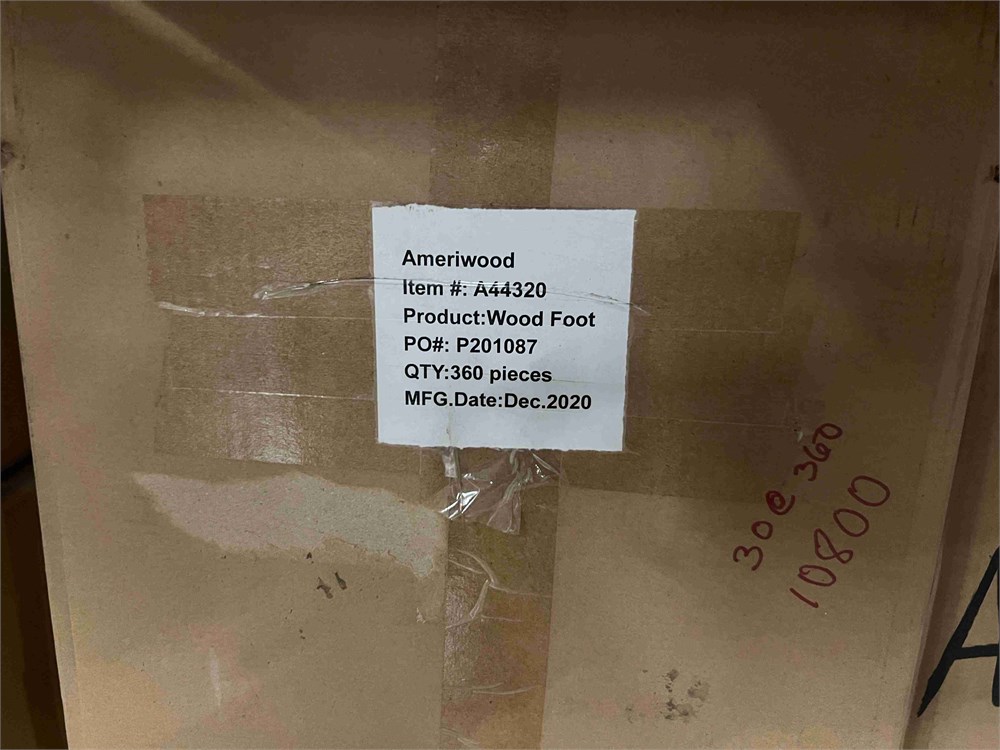 Ameriwood
Item #: A44320
Product:Wood Foot
PO#: P201087
QTY:360 pieces
MFG.Date:Dec.2020
30@360
10800
A